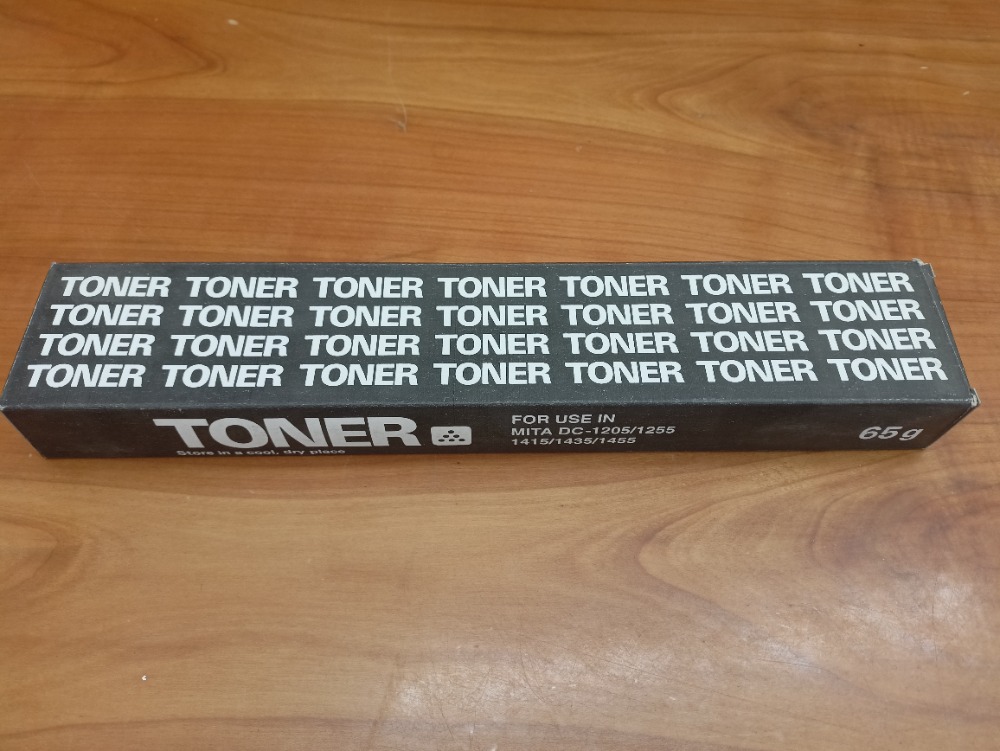 TONER TONER TONER TONER TONER TONER TONER
TONER TONER TONER TONER TONER TONER TONER
TONER TONER TONER TONER TONER TONER TONER
TONER TONER TONER TONER TONER TONER TONER
TONER
Store in a cool, dry place
FOR USE IN
MITA DC-1205/1255
1415/1435/1455
65g